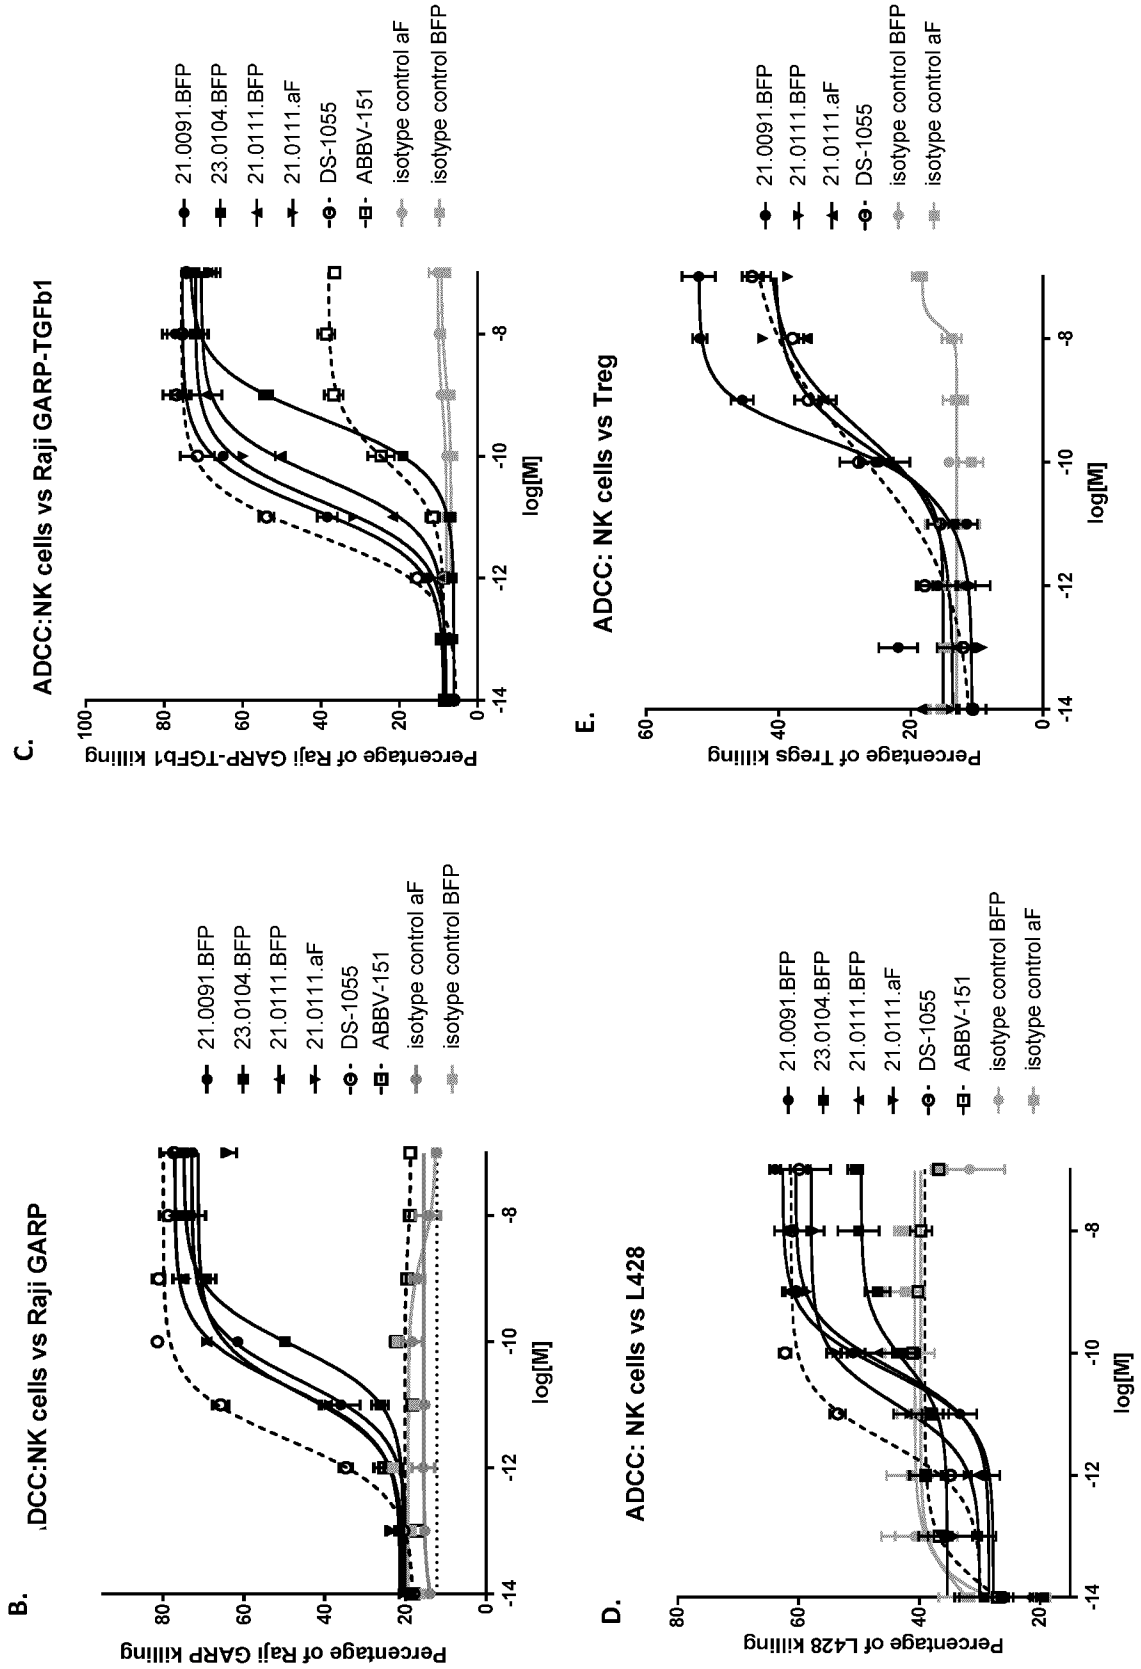 B.
.DCC:NK cells vs Raji GARP
Percentage of Raji GARP killing
80
60
40
20
0
-14
-12
-10
-8
log[M]
21.0091.BFP
23.0104.BFP
21.0111.BFP
21.0111.aF
DS-1055
ABBV-151
isotype control aF
isotype control BFP
C.
ADCC:NK cells vs Raji GARP-TGFb1
Percentage of Raji GARP-TGFb1 killing
100
80
60
40
20
0
-14
-12
-10
-8
log[M]
21.0091.BFP
23.0104.BFP
21.0111.BFP
21.0111.aF
DS-1055
ABBV-151
isotype control aF
isotype control BFP
D.
ADCC: NK cells vs L428
Percentage of L428 killing
80
60
40
20
-14
-12
-10
-8
log[M]
21.0091.BFP
23.0104.BFP
21.0111.BFP
21.0111.aF
DS-1055
ABBV-151
isotype control BFP
isotype control aF
E.
ADCC: NK cells vs Treg
Percentage of Tregs killing
60
40
20
0
-14
-12
-10
-8
log[M]
21.0091.BFP
21.0111.BFP
21.0111.aF
DS-1055
isotype control BFP
isotype control aF